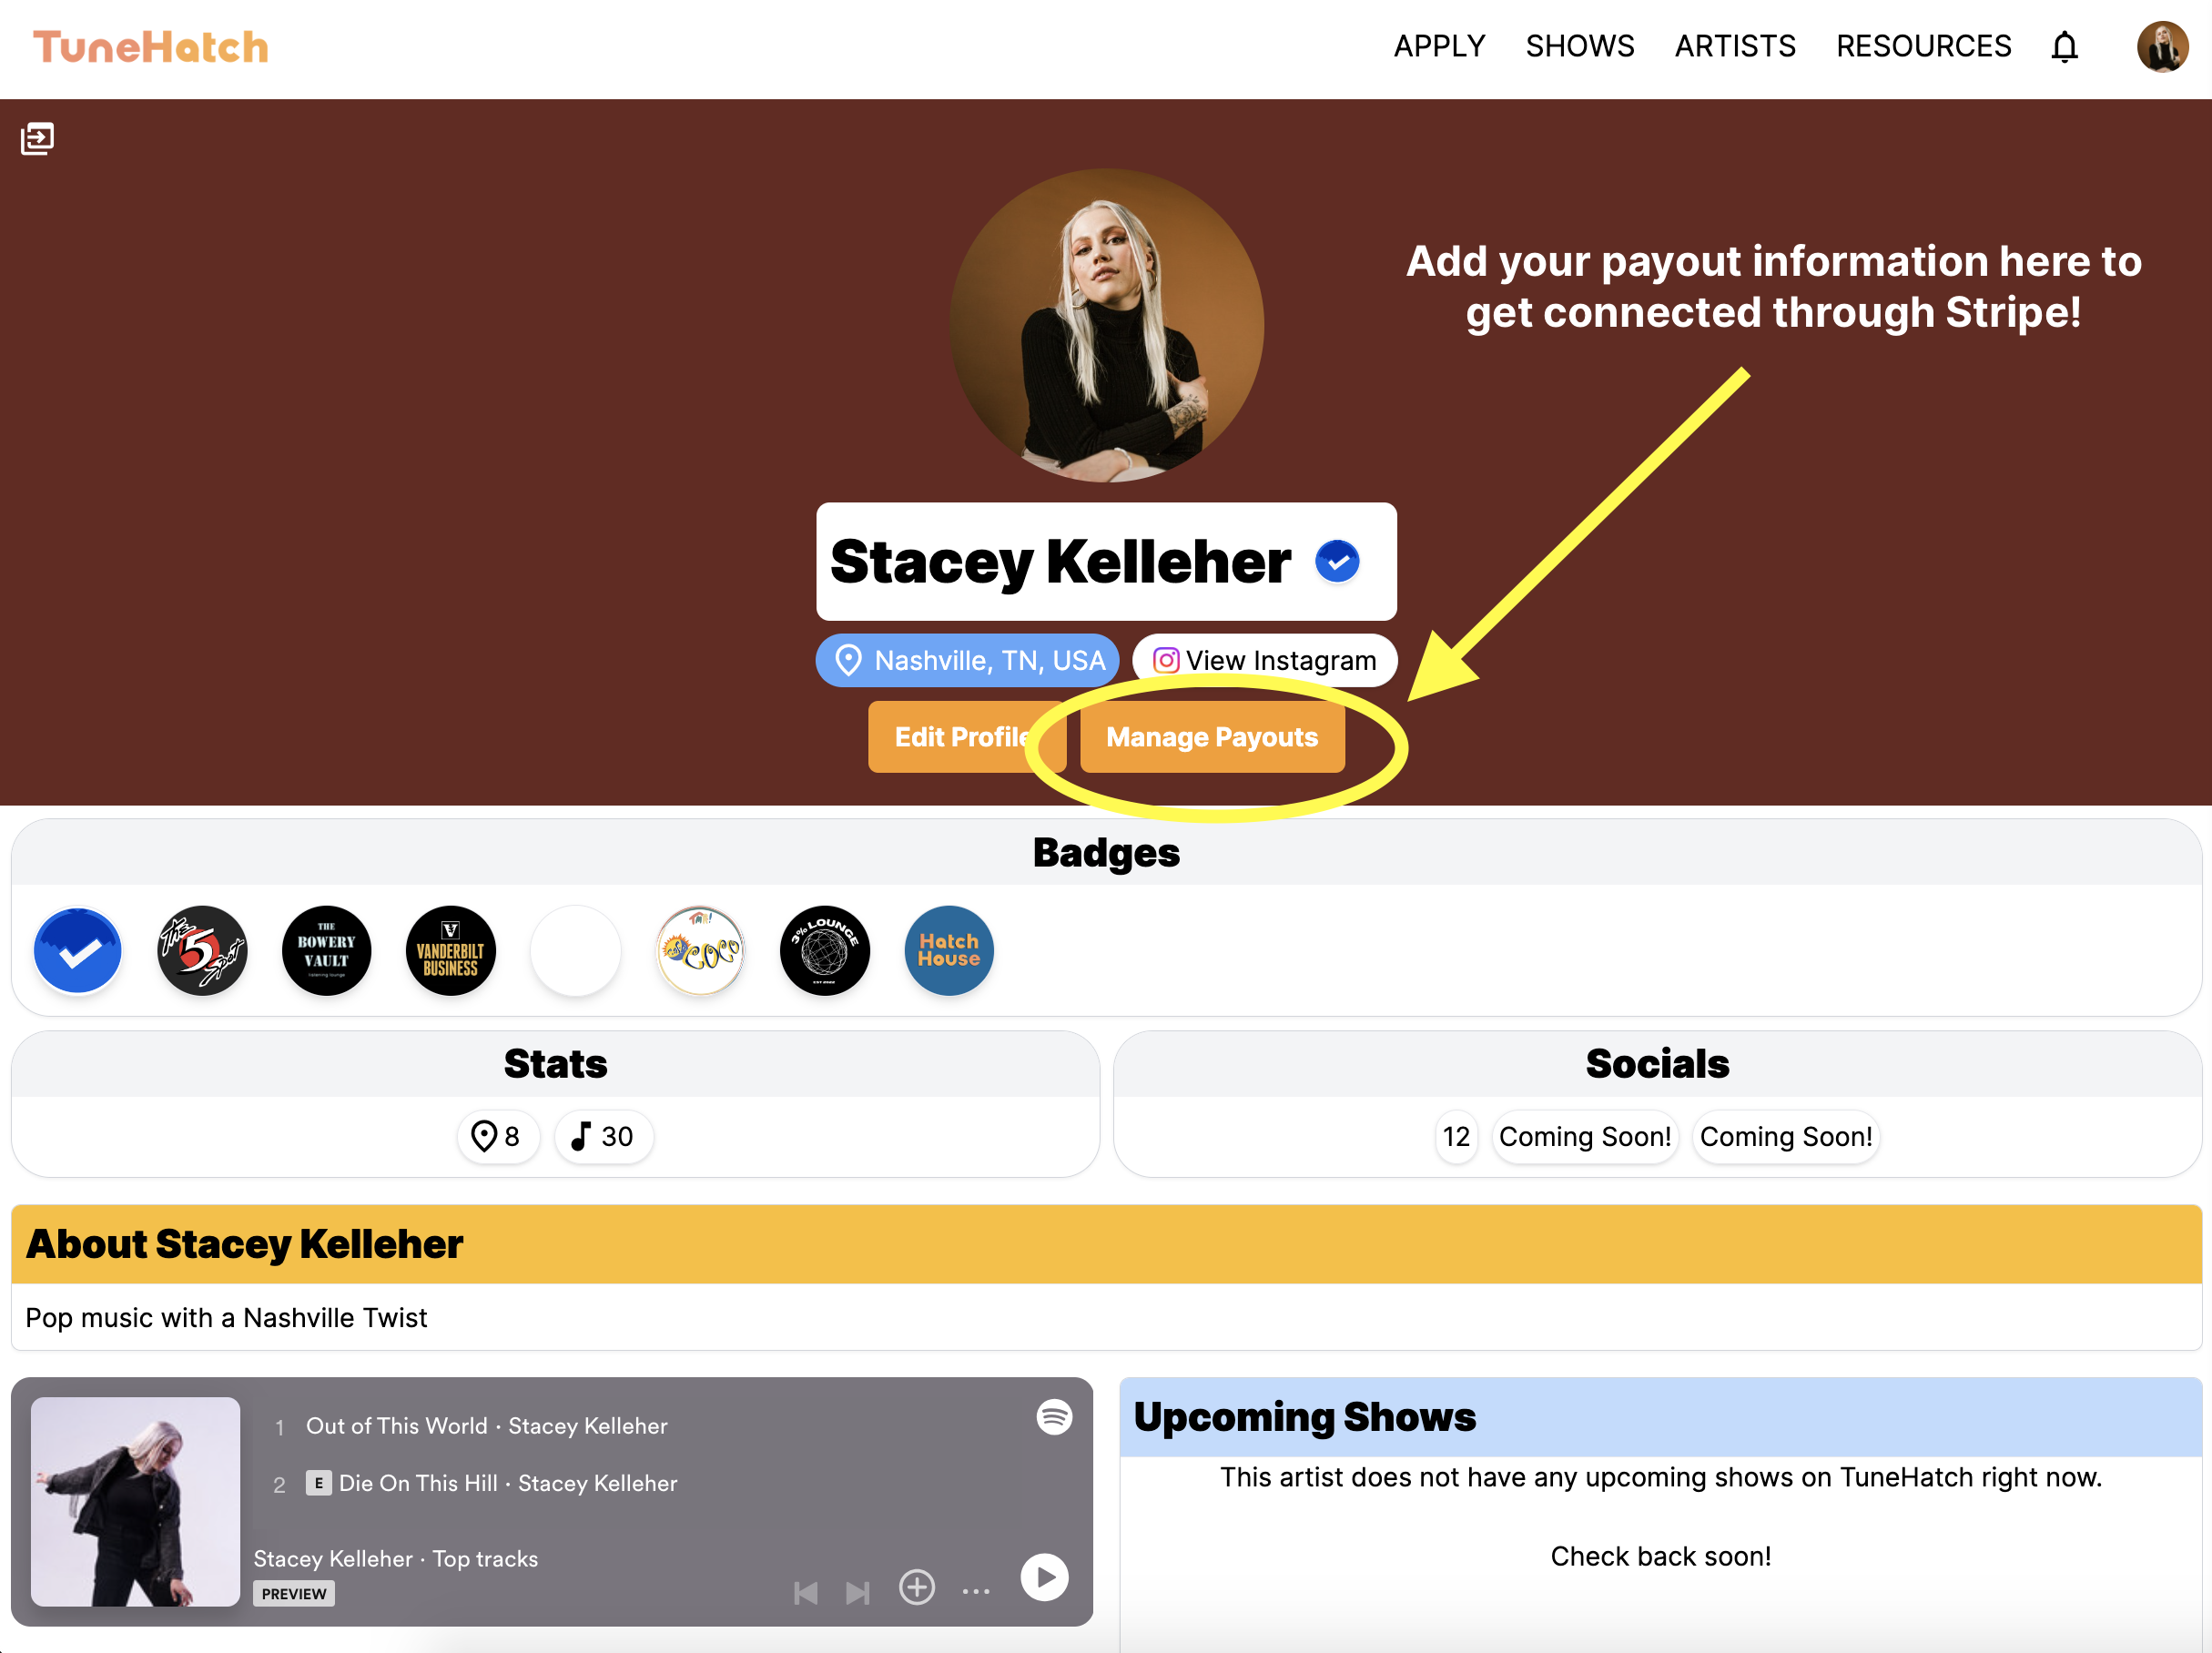 TuneHatch
APPLY SHOWS ARTISTS RESOURCES
Add your payout information here to
get connected through Stripe!
Stacey Kelleher
Nashville, TN, USA View Instagram
Edit Profile Manage Payouts
Badges
The 5 Spot
THE
BOWERY
VAULT
listening lounge
V
VANDERBILT
BUSINESS
COCO
3% LOUNGE
EST 2022
Hatch
House
Stats
8 30
Socials
12 Coming Soon! Coming Soon!
About Stacey Kelleher
Pop music with a Nashville Twist
1 Out of This World · Stacey Kelleher
2 E Die On This Hill · Stacey Kelleher
Stacey Kelleher · Top tracks
PREVIEW
Upcoming Shows
This artist does not have any upcoming shows on TuneHatch right now.
Check back soon!